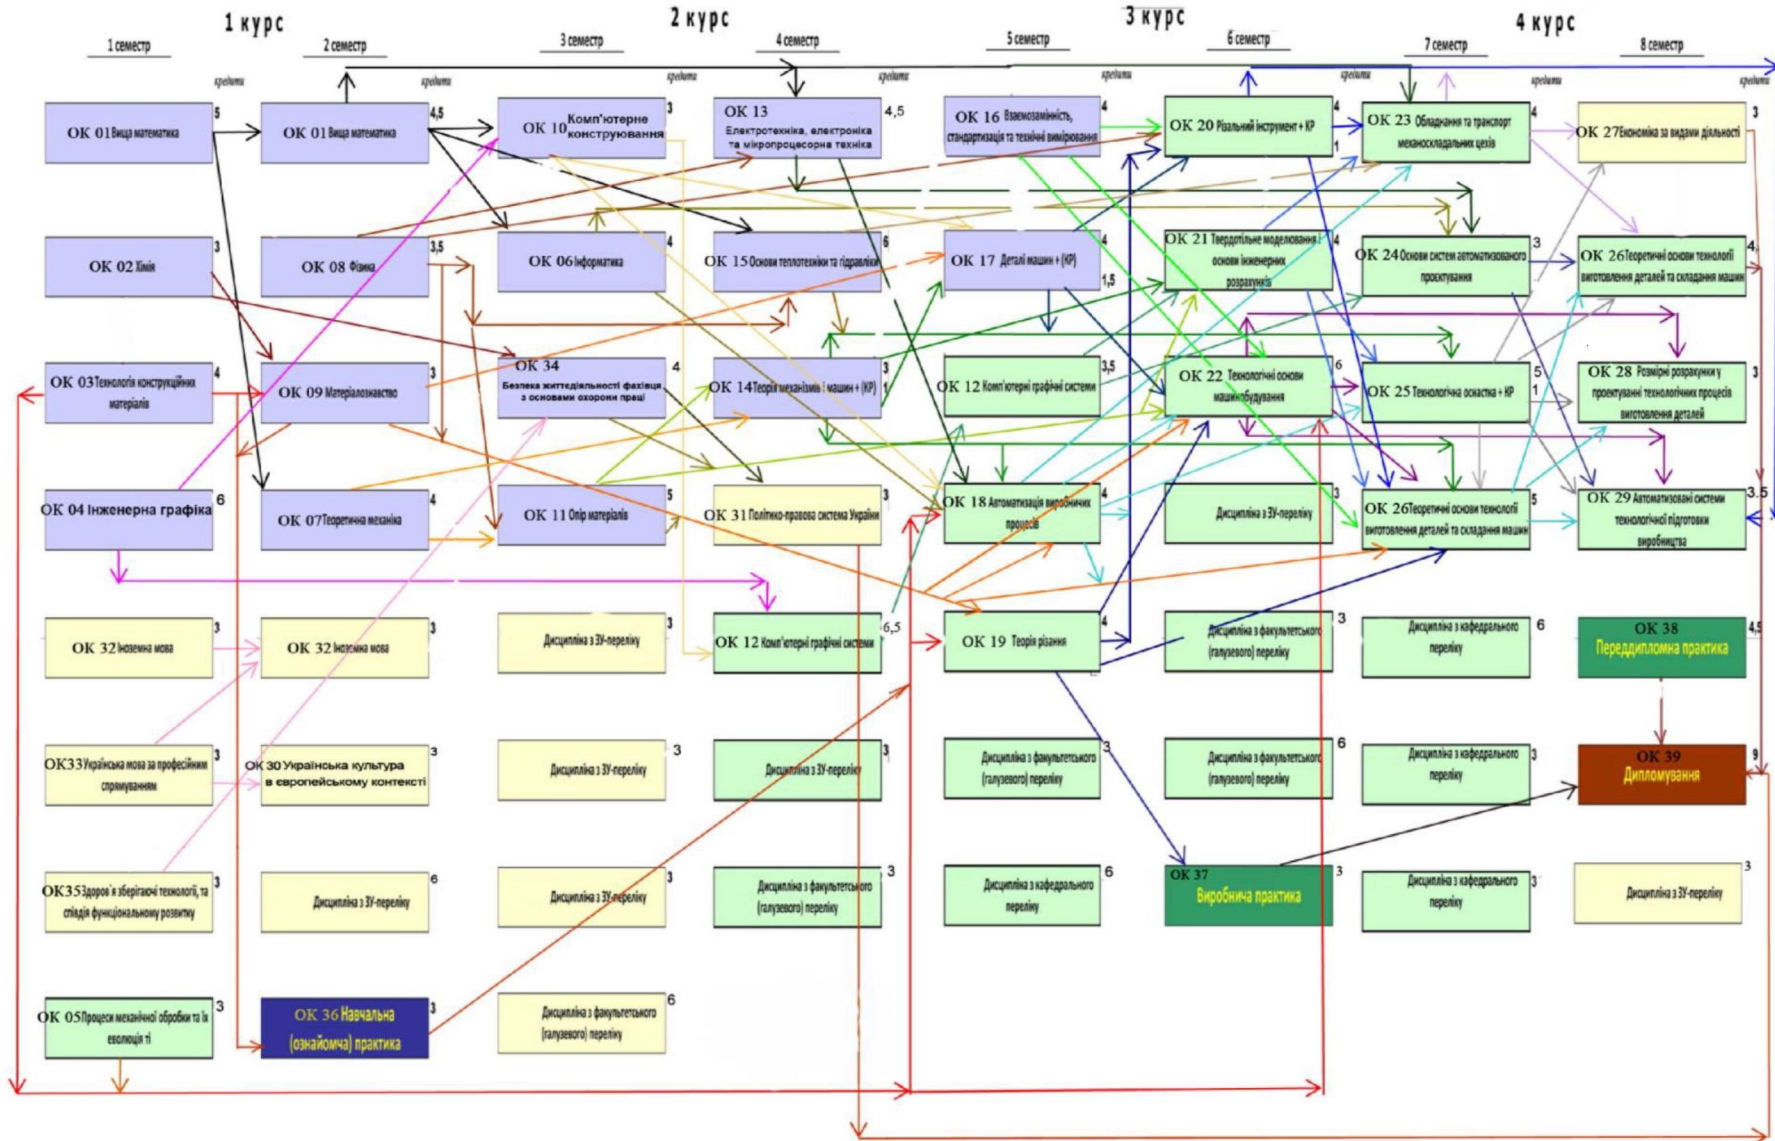 1 курс
2 курс
3 курс
4 курс
1 семестр
2 семестр
3 семестр
4 семестр
5 семестр
6 семестр
7 семестр
8 семестр
кредити
кредити
кредити
кредити
кредити
кредити
кредити
кредити
ОК 01 Вища математика
5
ОК 01 Вища математика
4,5
ОК 10 Комп'ютерне
конструювання
3
ОК 13
Електротехніка, електроніка
та мікропроцесорна техніка
4,5
ОК 16 Взаємозамінність,
стандартизація та технічні вимірювання
4
ОК 20 Різальний інструмент + КР
4
1
ОК 23 Обладнання та транспорт
механоскладальних цехів
4
ОК 27 Економіка за видами діяльності
3
ОК 02 Хімія
3
ОК 08 Фізика
3,5
ОК 06 Інформатика
4
ОК 15 Основи теплотехніки та гідравліки
6
ОК 17 Деталі машин + (КР)
4
1,5
ОК 21 Твердотільне моделювання і
основи інженерних
розрахунків
4
ОК 24 Основи систем автоматизованого
проєктування
3
ОК 26 Теоретичні основи технології
виготовлення деталей та складання машин
4
ОК 03 Технологія конструкційних
матеріалів
4
ОК 09 Матеріалознавство
3
ОК 34
Безпека життєдіяльності фахівця
з основами охорони праці
4
ОК 14 Теорія механізмів і машин + (КР)
3
1
ОК 12 Комп'ютерні графічні системи
3,5
ОК 22 Технологічні основи
машинобудування
6
ОК 25 Технологічна оснастка + КР
5
1
ОК 28 Розмірні розрахунки у
проектуванні технологічних процесів
виготовлення деталей
3
ОК 04 Інженерна графіка
6
ОК 07 Теоретична механіка
4
ОК 11 Опір матеріалів
5
ОК 31 Політико-правова система України
3
ОК 18 Автоматизація виробничих
процесів
4
Дисципліна з ЗУ-переліку
3
ОК 26 Теоретичні основи технології
виготовлення деталей та складання машин
5
ОК 29 Автоматизовані системи
технологічної підготовки
виробництва
3,5
ОК 32 Іноземна мова
3
ОК 32 Іноземна мова
3
Дисципліна з ЗУ-переліку
3
ОК 12 Комп'ютерні графічні системи
6,5
ОК 19 Теорія різання
4
Дисципліна з факультетського
(галузевого) переліку
3
Дисципліна з кафедрального
переліку
6
ОК 38
Переддипломна практика
4,5
ОК33Українська мова за професійним
спрямуванням
3
ОК 30 Українська культура
в європейському контексті
3
Дисципліна з ЗУ-переліку
3
Дисципліна з ЗУ-переліку
3
Дисципліна з факультетського
(галузевого) переліку
3
Дисципліна з факультетського
(галузевого) переліку
6
Дисципліна з кафедрального
переліку
3
ОК 39
Дипломування
9
ОК35Здоров`я зберігаючі технології, та
співдія функціональному розвитку
3
Дисципліна з ЗУ-переліку
6
Дисципліна з ЗУ-переліку
3
Дисципліна з факультетського
(галузевого) переліку
3
Дисципліна з кафедрального
переліку
6
ОК 37
Виробнича практика
3
Дисципліна з кафедрального
переліку
3
Дисципліна з ЗУ-переліку
3
ОК 05 Процеси механічної обробки та їх
еволюція ті
3
ОК 36 Навчальна
(ознайомча) практика
3
Дисципліна з факультетського
(галузевого) переліку
6